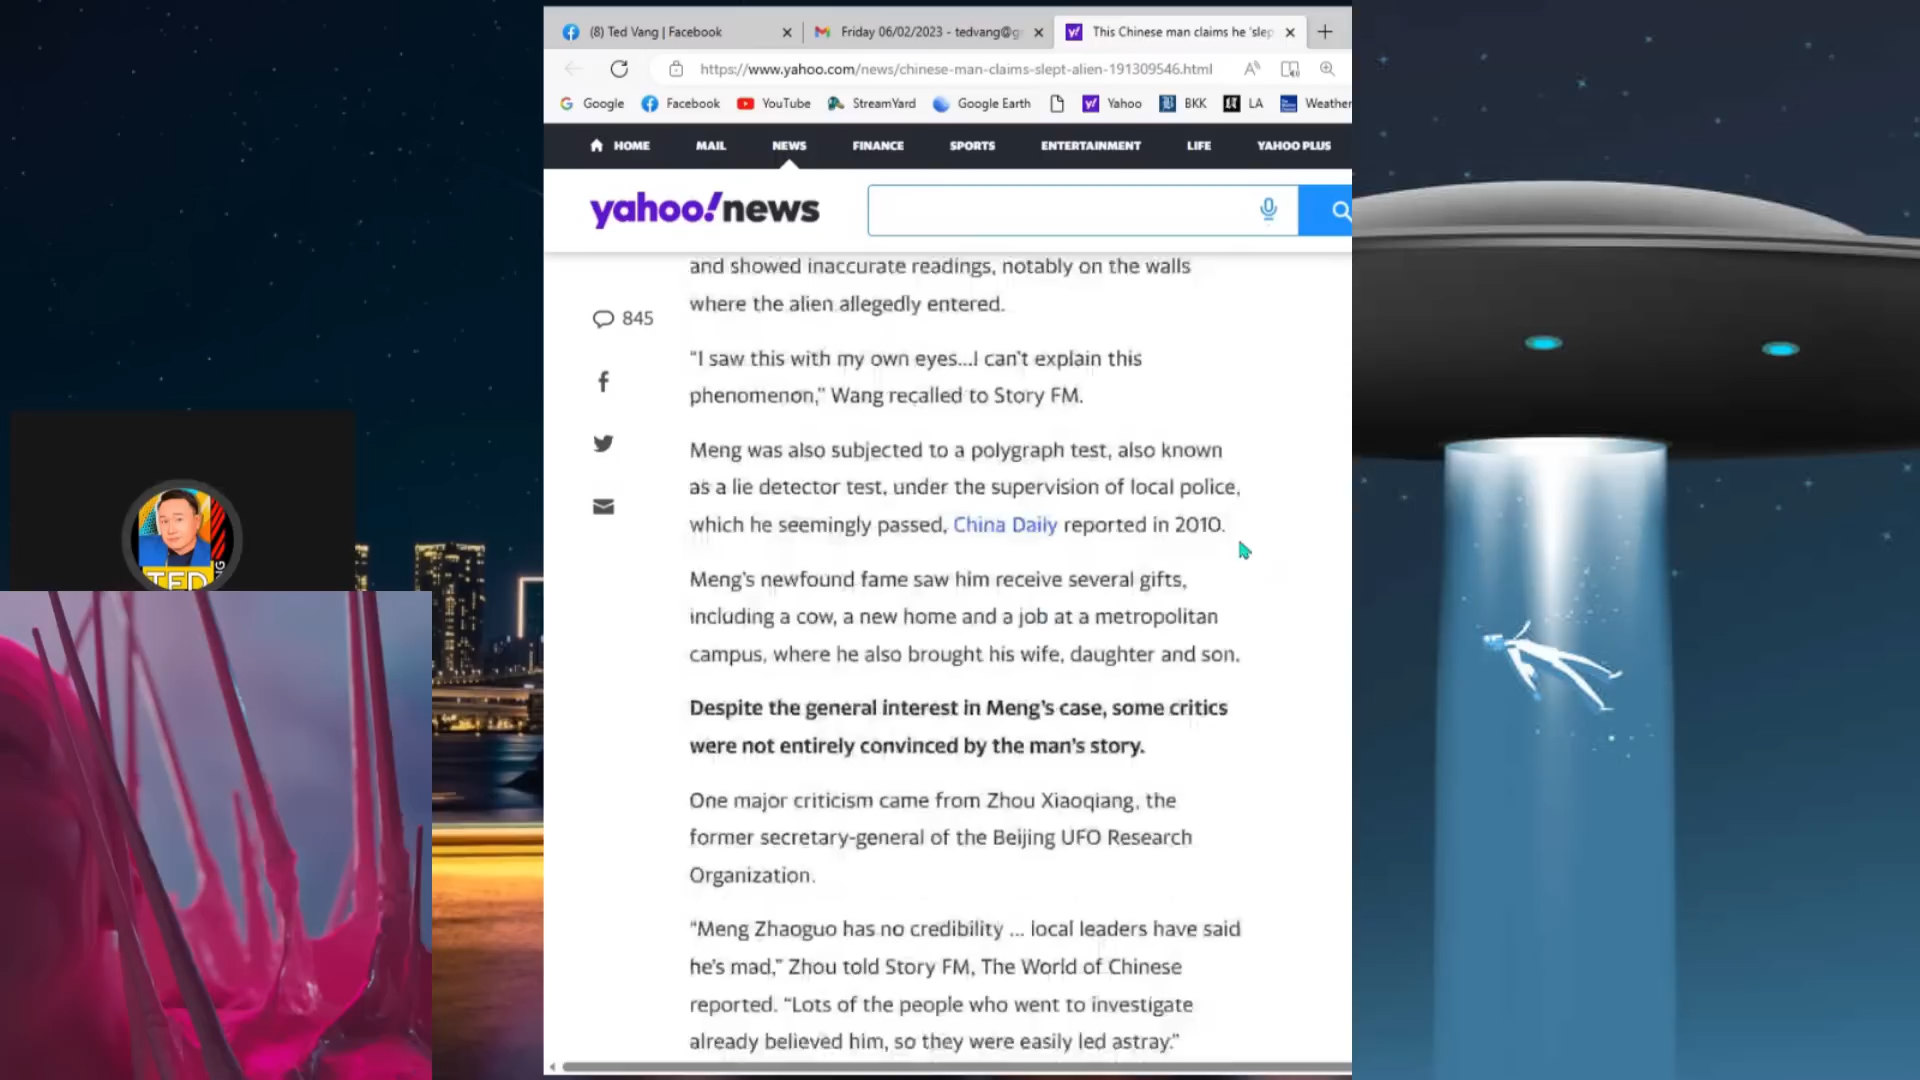 (8) Ted Vang | Facebook
Friday 06/02/2023 - tedvang@g
This Chinese man claims he 'slep
https://www.yahoo.com/news/chinese-man-claims-slept-alien-191309546.html
Google Facebook YouTube StreamYard Google Earth Yahoo BKK LA Weather
HOME MAIL NEWS FINANCE SPORTS ENTERTAINMENT LIFE YAHOO PLUS
yahoo!news
and showed inaccurate readings, notably on the walls
where the alien allegedly entered.
845
“I saw this with my own eyes...I can’t explain this
phenomenon,” Wang recalled to Story FM.
Meng was also subjected to a polygraph test, also known
as a lie detector test, under the supervision of local police,
which he seemingly passed, China Daily reported in 2010.
Meng’s newfound fame saw him receive several gifts,
including a cow, a new home and a job at a metropolitan
campus, where he also brought his wife, daughter and son.
Despite the general interest in Meng’s case, some critics
were not entirely convinced by the man’s story.
One major criticism came from Zhou Xiaoqiang, the
former secretary-general of the Beijing UFO Research
Organization.
“Meng Zhaoguo has no credibility ... local leaders have said
he’s mad,” Zhou told Story FM, The World of Chinese
reported. “Lots of the people who went to investigate
already believed him, so they were easily led astray.”
TED